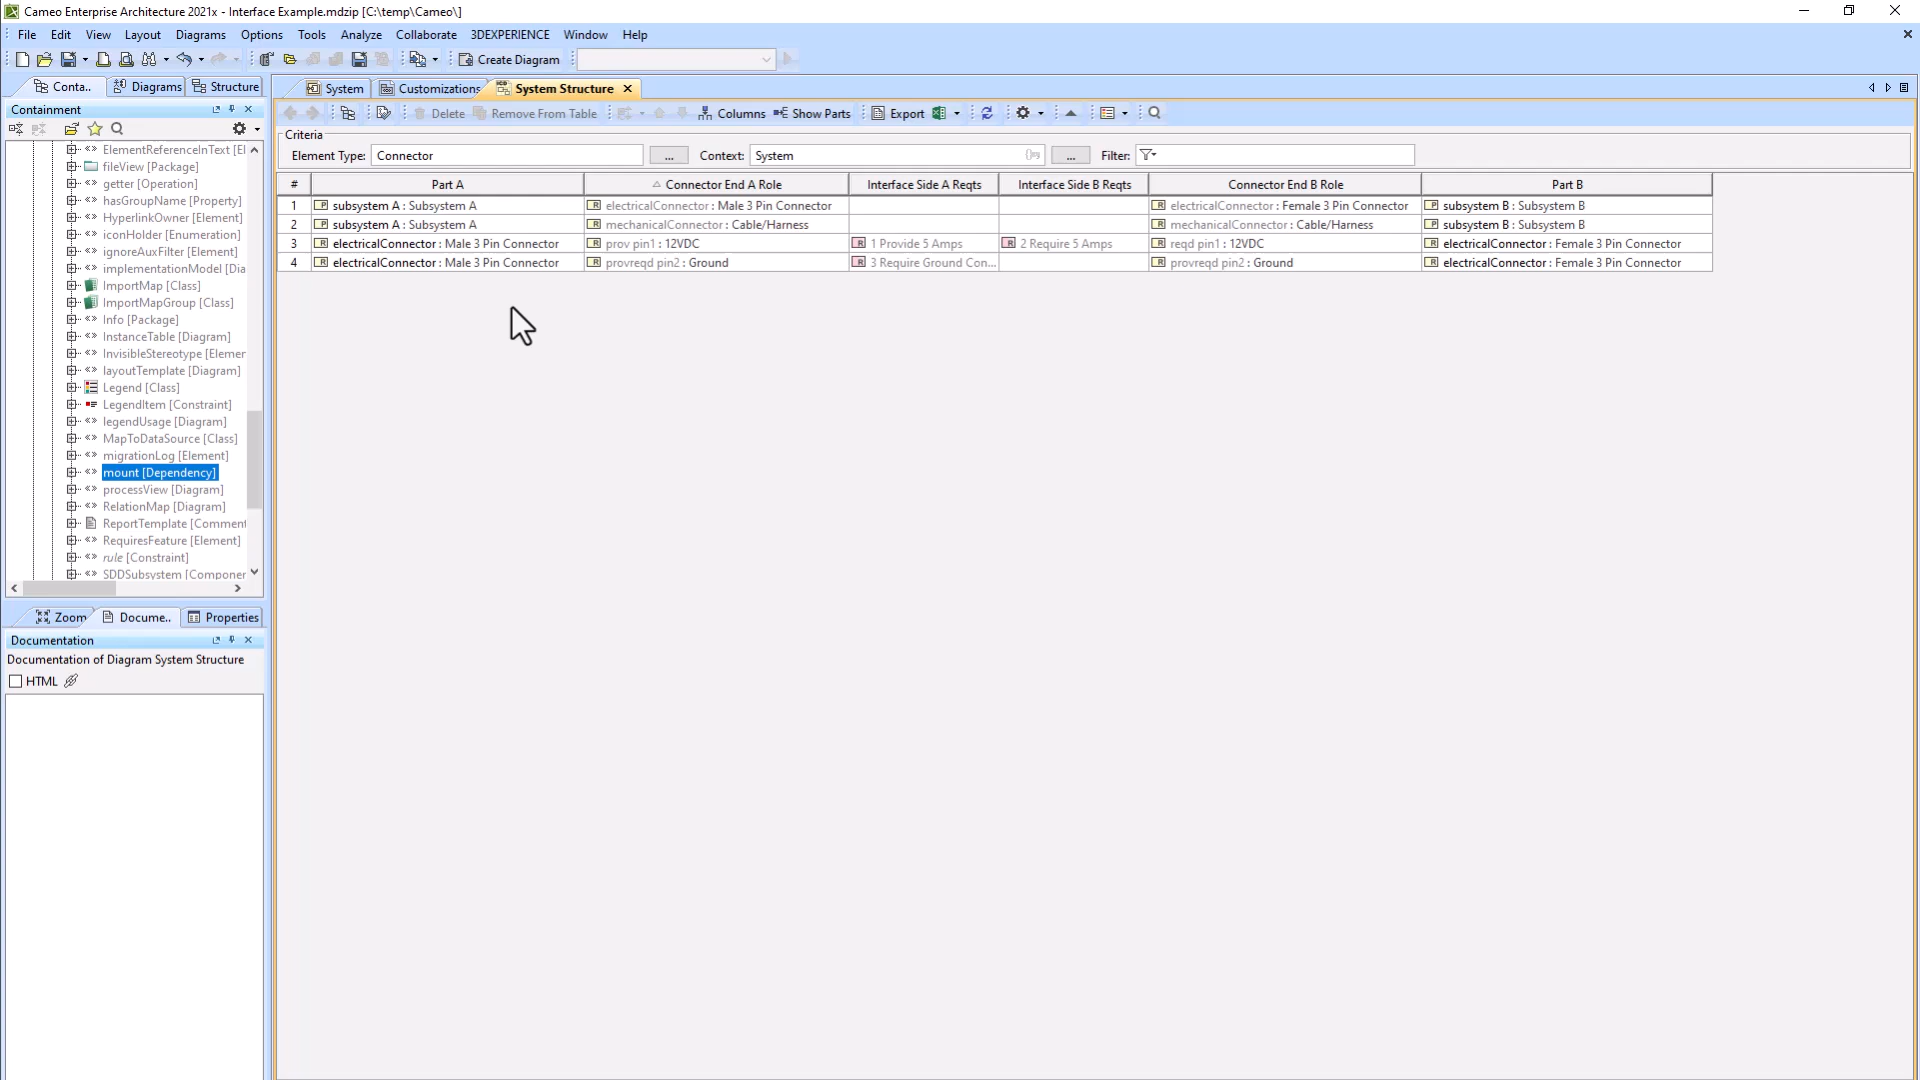 Cameo Enterprise Architecture 2021x - Interface Example.mdzip [C:\temp\Cameo\]
File Edit View Layout Diagrams Options Tools Analyze Collaborate 3DEXPERIENCE Window Help
Create Diagram
Conta.. Diagrams Structure
System Customizations System Structure
Containment
Delete Remove From Table Columns Show Parts Export
Criteria
Element Type: Connector ... Context: System ... Filter:
# Part A Connector End A Role Interface Side A Reqts Interface Side B Reqts Connector End B Role Part B
1 subsystem A : Subsystem A electricalConnector : Male 3 Pin Connector electricalConnector : Female 3 Pin Connector subsystem B : Subsystem B
2 subsystem A : Subsystem A mechanicalConnector : Cable/Harness mechanicalConnector : Cable/Harness subsystem B : Subsystem B
3 electricalConnector : Male 3 Pin Connector prov pin1 : 12VDC 1 Provide 5 Amps 2 Require 5 Amps reqd pin1 : 12VDC electricalConnector : Female 3 Pin Connector
4 electricalConnector : Male 3 Pin Connector provreqd pin2 : Ground 3 Require Ground Con... provreqd pin2 : Ground electricalConnector : Female 3 Pin Connector
ElementReferenceInText [El
fileView [Package]
getter [Operation]
hasGroupName [Property]
HyperlinkOwner [Element]
iconHolder [Enumeration]
ignoreAuxFilter [Element]
implementationModel [Dia
ImportMap [Class]
ImportMapGroup [Class]
Info [Package]
InstanceTable [Diagram]
InvisibleStereotype [Elemer
layoutTemplate [Diagram]
Legend [Class]
LegendItem [Constraint]
legendUsage [Diagram]
MapToDataSource [Class]
migrationLog [Element]
mount [Dependency]
processView [Diagram]
RelationMap [Diagram]
ReportTemplate [Comment
RequiresFeature [Element]
rule [Constraint]
SDDSubsystem [Componer
Zoom Docume.. Properties
Documentation
Documentation of Diagram System Structure
HTML